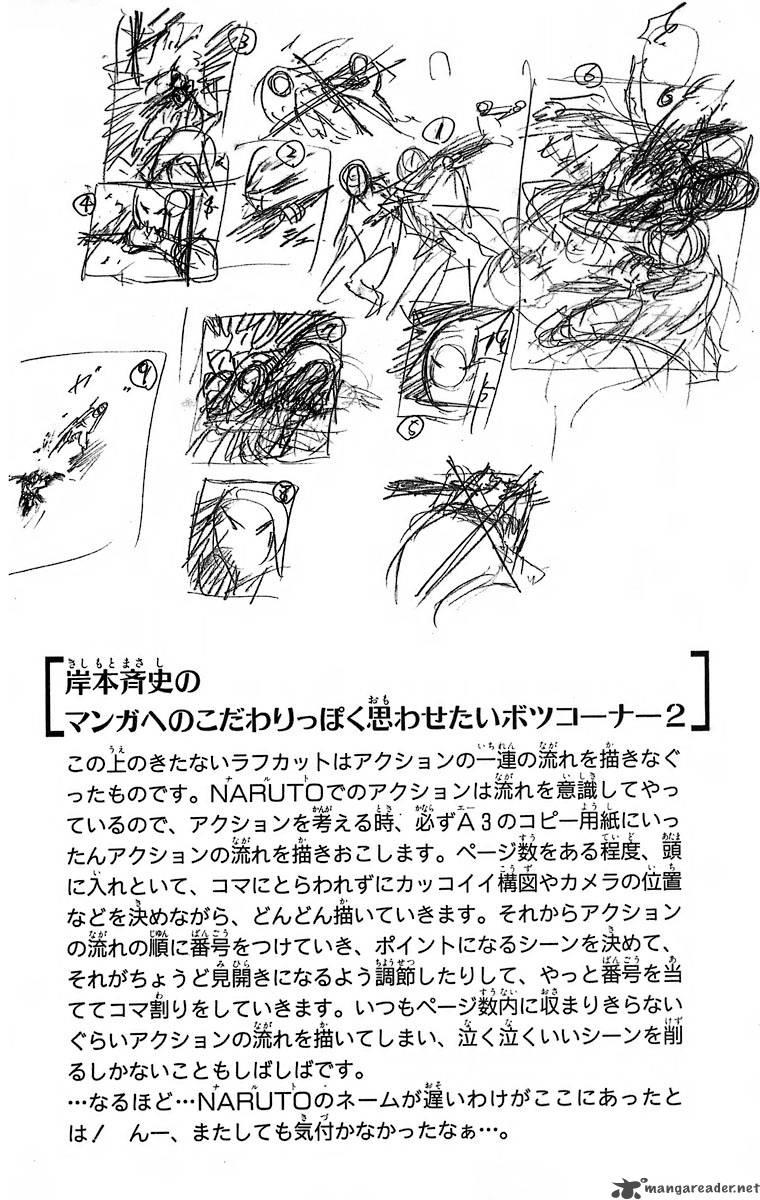 3
6
1
2
4
7
9
5
8
岸本斉史の
マンガへのこだわりっぽく思わせたいボツコーナー2
この上のきたないラフカットはアクションの一連の流れを描きなぐ
ったものです。NARUTOでのアクションは流れを意識してやっ
ているので、アクションを考える時、必ずA3のコピー用紙にいっ
たんアクションの流れを描きおこします。ページ数をある程度、頭
に入れといて、コマにとらわれずにカッコイイ構図やカメラの位置
などを決めながら、どんどん描いていきます。それからアクション
の流れの順に番号をつけていき、ポイントになるシーンを決めて、
それがちょうど見開きになるよう調節したりして、やっと番号を当
ててコマ割りをしていきます。いつもページ数内に収まりきらない
ぐらいアクションの流れを描いてしまい、泣く泣くいいシーンを削
るしかないこともしばしばです。
…なるほど…NARUTOのネームが遅いわけがここにあったと
は! んー、またしても気付かなかったなぁ…。
mangareader.net